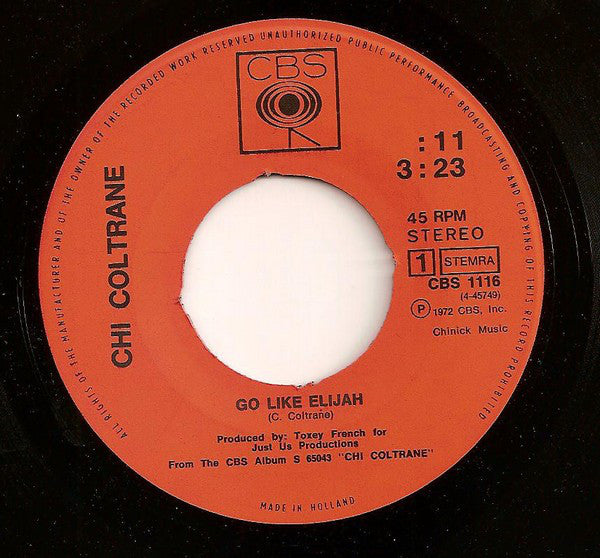 ALL RIGHTS OF THE MANUFACTURER AND OF THE OWNER OF THE RECORDED WORK RESERVED UNAUTHORIZED PUBLIC PERFORMANCE BROADCASTING AND COPYING OF THIS RECORD PROHIBITED
CBS
CHI COLTRANE
:11
3:23
45 RPM
STEREO
1 STEMRA
CBS 1116
(4-45749)
Ⓟ 1972 CBS, Inc.
Chinick Music
GO LIKE ELIJAH
(C. Coltrane)
Produced by: Toxey French for
Just Us Productions
From The CBS Album S 65043 "CHI COLTRANE"
MADE IN HOLLAND